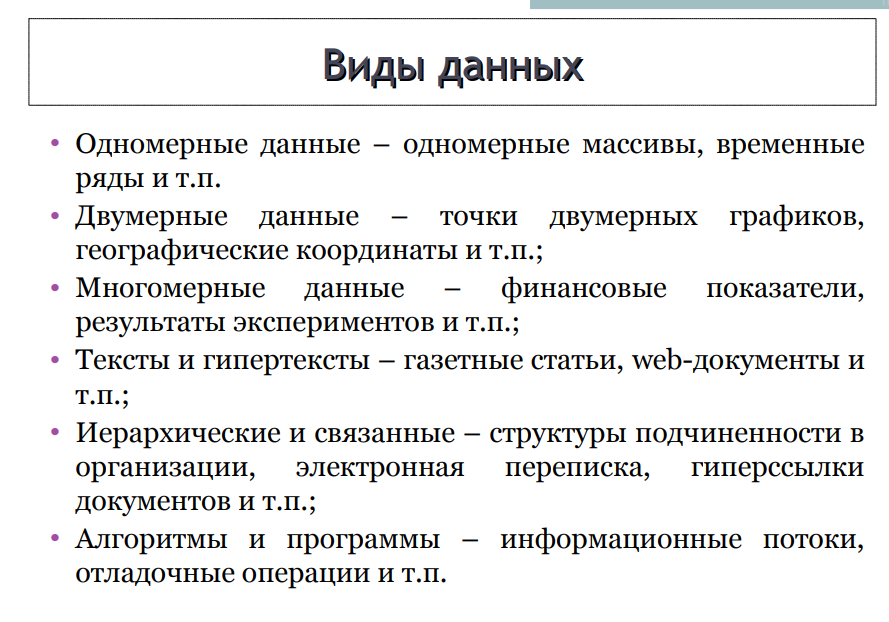 Виды данных
• Одномерные данные – одномерные массивы, временные
ряды и т.п.
• Двумерные данные – точки двумерных графиков,
географические координаты и т.п.;
• Многомерные данные – финансовые показатели,
результаты экспериментов и т.п.;
• Тексты и гипертексты – газетные статьи, web-документы и
т.п.;
• Иерархические и связанные – структуры подчиненности в
организации, электронная переписка, гиперссылки
документов и т.п.;
• Алгоритмы и программы – информационные потоки,
отладочные операции и т.п.